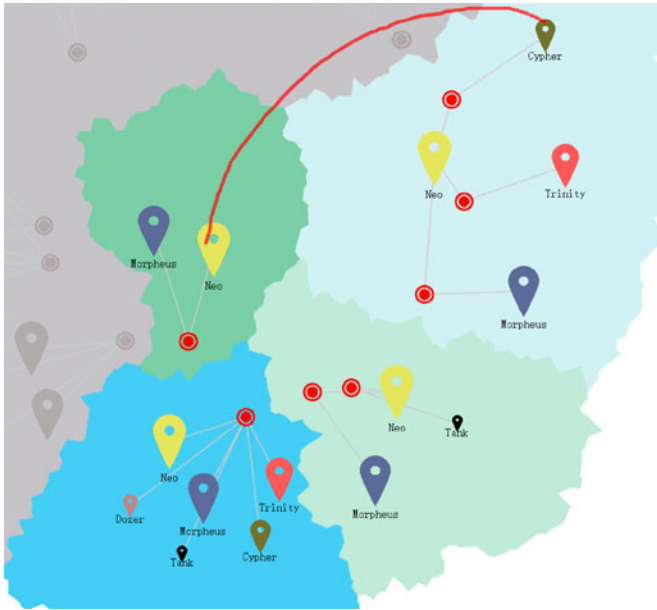 Cypher
Neo
Trinity
Morpheus
Neo
Morpheus
Neo
Tank
Neo
Morpheus
Trinity
Dozer
Tank
Cypher
Morpheus